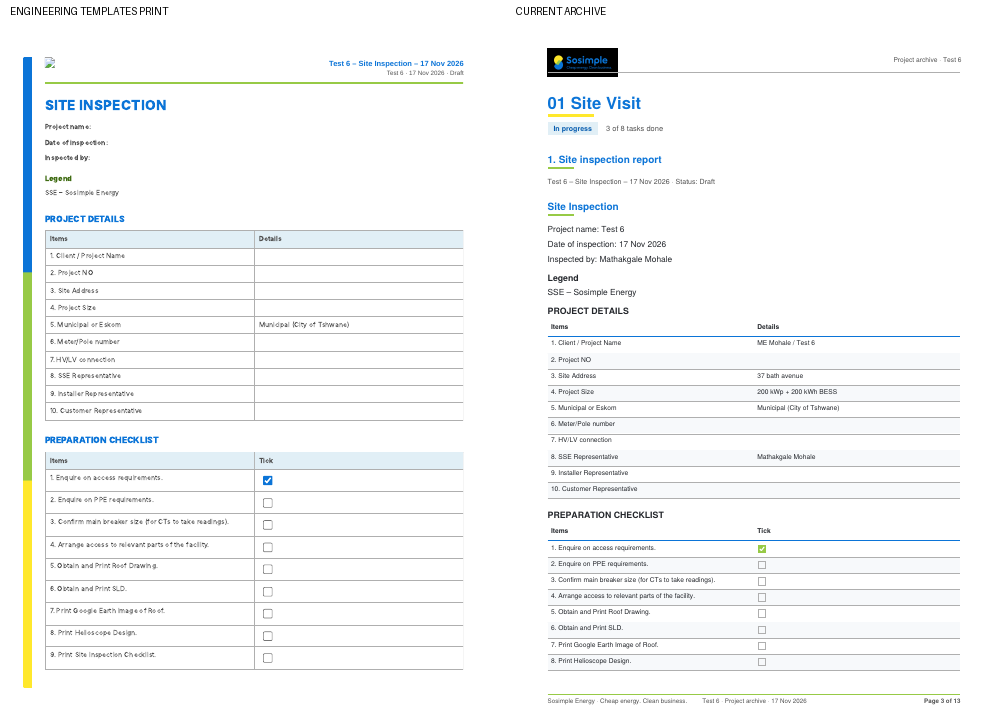 ENGINEERING TEMPLATES PRINT
Test 6 – Site Inspection – 17 Nov 2026
Test 6 · 17 Nov 2026 · Draft
SITE INSPECTION
Project name:
Date of inspection:
Inspected by:
Legend
SSE – Sosimple Energy
PROJECT DETAILS
Items Details
1. Client / Project Name
2. Project NO
3. Site Address
4. Project Size
5. Municipal or Eskom Municipal (City of Tshwane)
6. Meter/Pole number
7. HV/LV connection
8. SSE Representative
9. Installer Representative
10. Customer Representative
PREPARATION CHECKLIST
Items Tick
1. Enquire on access requirements.
2. Enquire on PPE requirements.
3. Confirm main breaker size (for CTs to take readings).
4. Arrange access to relevant parts of the facility.
5. Obtain and Print Roof Drawing.
6. Obtain and Print SLD.
7. Print Google Earth Image of Roof.
8. Print Helioscope Design.
9. Print Site Inspection Checklist.
CURRENT ARCHIVE
Sosimple
Project archive · Test 6
01 Site Visit
In progress 3 of 8 tasks done
1. Site inspection report
Test 6 – Site Inspection – 17 Nov 2026 · Status: Draft
Site Inspection
Project name: Test 6
Date of inspection: 17 Nov 2026
Inspected by: Mathakgale Mohale
Legend
SSE – Sosimple Energy
PROJECT DETAILS
Items Details
1. Client / Project Name ME Mohale / Test 6
2. Project NO
3. Site Address 37 bath avenue
4. Project Size 200 kWp + 200 kWh BESS
5. Municipal or Eskom Municipal (City of Tshwane)
6. Meter/Pole number
7. HV/LV connection
8. SSE Representative Mathakgale Mohale
9. Installer Representative
10. Customer Representative
PREPARATION CHECKLIST
Items Tick
1. Enquire on access requirements.
2. Enquire on PPE requirements.
3. Confirm main breaker size (for CTs to take readings).
4. Arrange access to relevant parts of the facility.
5. Obtain and Print Roof Drawing.
6. Obtain and Print SLD.
7. Print Google Earth Image of Roof.
8. Print Helioscope Design.
Sosimple Energy · Cheap energy. Clean business. Test 6 · Project archive · 17 Nov 2026 Page 3 of 13